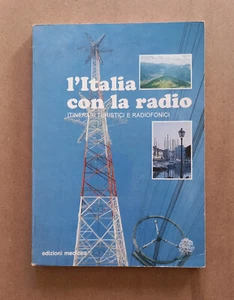 l'Italia
con la radio
ITINERARI TURISTICI E RADIOFONICI
edizioni